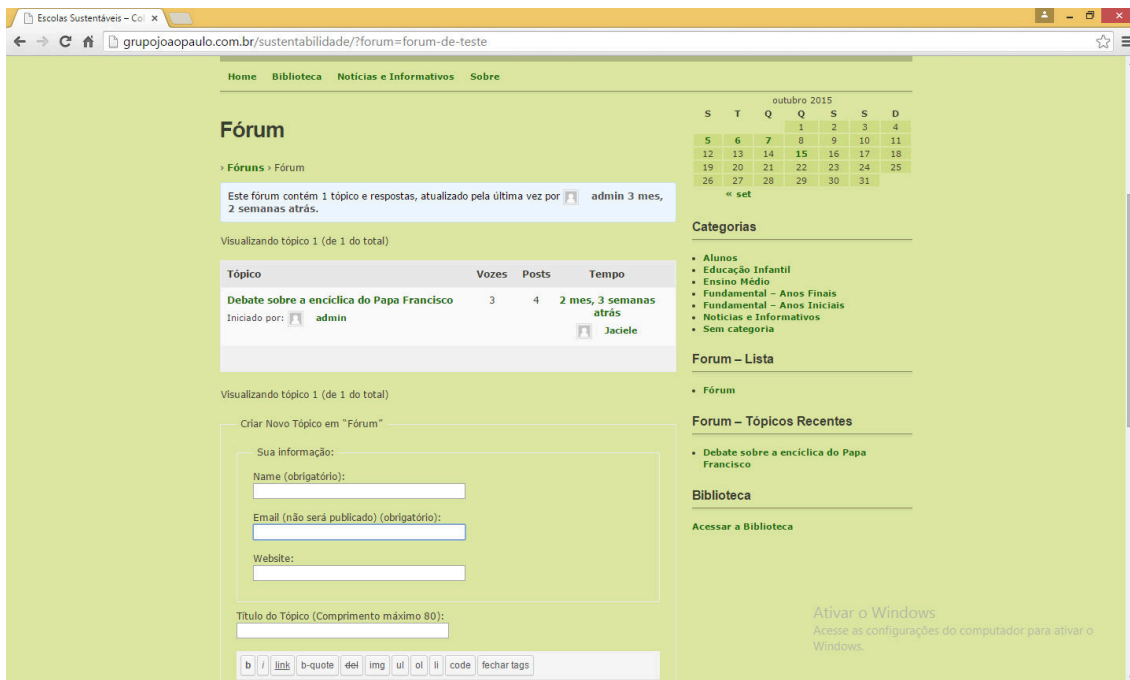 Escolas Sustentáveis – Col
grupojoaopaulo.com.br/sustentabilidade/?forum=forum-de-teste
Home Biblioteca Notícias e Informativos Sobre
Fórum
› Fóruns › Fórum
Este fórum contém 1 tópico e respostas, atualizado pela última vez por admin 3 mes,
2 semanas atrás.
Visualizando tópico 1 (de 1 do total)
Tópico Vozes Posts Tempo
Debate sobre a encíclica do Papa Francisco 3 4 2 mes, 3 semanas
atrás
Iniciado por: admin
Jaciele
Visualizando tópico 1 (de 1 do total)
Criar Novo Tópico em "Fórum"
Sua informação:
Name (obrigatório):
Email (não será publicado) (obrigatório):
Website:
Título do Tópico (Comprimento máximo 80):
b i link b-quote del img ul ol li code fechar tags
outubro 2015
S T Q Q S S D
1 2 3 4
5 6 7 8 9 10 11
12 13 14 15 16 17 18
19 20 21 22 23 24 25
26 27 28 29 30 31
« set
Categorias
• Alunos
• Educação Infantil
• Ensino Médio
• Fundamental – Anos Finais
• Fundamental – Anos Iniciais
• Noticias e Informativos
• Sem categoria
Forum – Lista
• Fórum
Forum – Tópicos Recentes
• Debate sobre a encíclica do Papa
Francisco
Biblioteca
Acessar a Biblioteca
Ativar o Windows
Acesse as configurações do computador para ativar o
Windows.